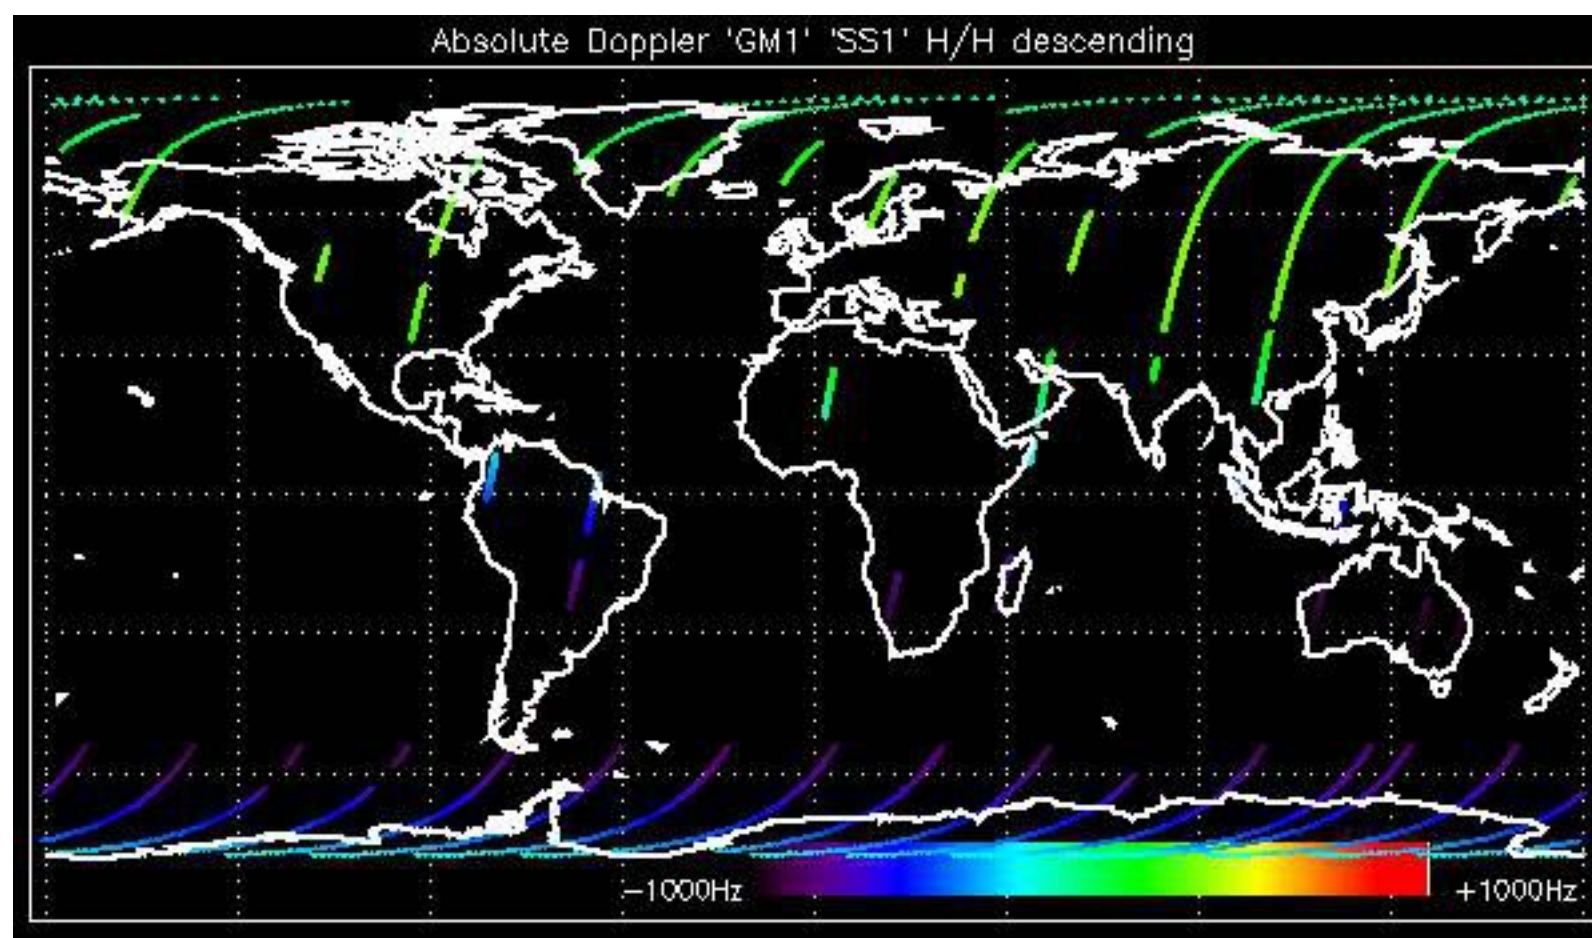 Absolute Doppler 'GM1' 'SS1' H/H descending
−1000Hz
+1000Hz